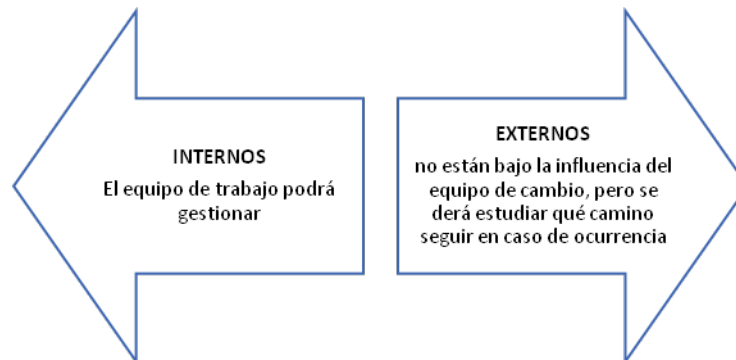 INTERNOS
El equipo de trabajo podrá
gestionar
EXTERNOS
no están bajo la influencia del
equipo de cambio, pero se
derá estudiar qué camino
seguir en caso de ocurrencia